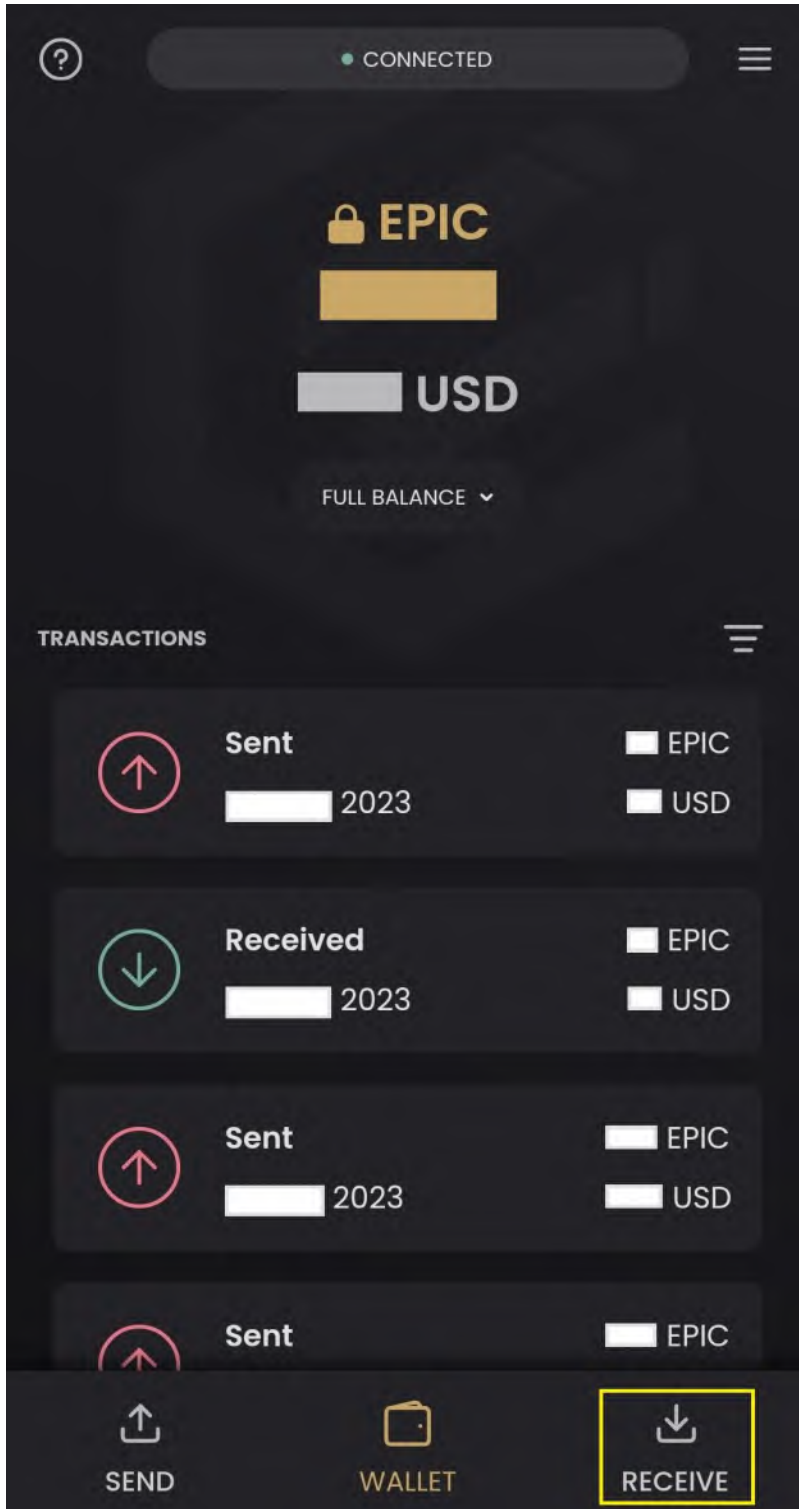 ?
CONNECTED
EPIC
USD
FULL BALANCE
TRANSACTIONS
Sent EPIC
2023 USD
Received EPIC
2023 USD
Sent EPIC
2023 USD
Sent EPIC
SEND WALLET RECEIVE